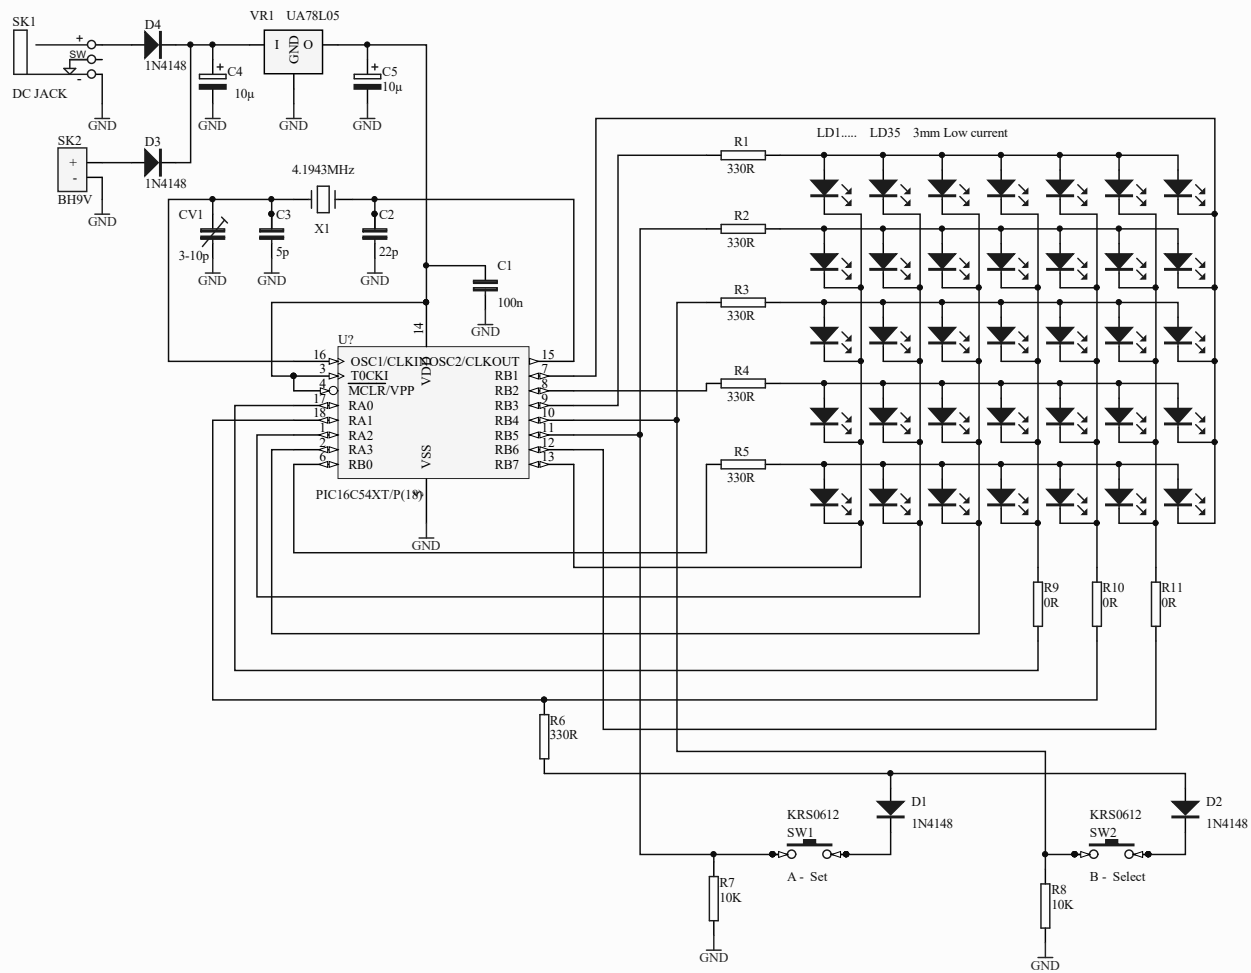 SK1
D4
VR1 UA78L05
+
SW
-
I GND O
1N4148
+ C4
10µ
+ C5
10µ
DC JACK
GND
GND
GND
GND
SK2
+
-
BH9V
D3
1N4148
GND
LD1..... LD35 3mm Low current
R1
330R
R2
330R
R3
330R
R4
330R
R5
330R
4.1943MHz
X1
CV1
3-10p
C3
5p
C2
22p
GND
GND
GND
C1
100n
GND
U?
14
16 OSC1/CLKIN
OSC2/CLKOUT 15
3 T0CKI
VDD
RB1 7
4 MCLR/VPP
RB2 8
17 RA0
RB3 9
18 RA1
RB4 10
1 RA2
RB5 11
2 RA3
VSS
RB6 12
6 RB0
RB7 13
PIC16C54XT/P(18)
5
GND
R9
0R
R10
0R
R11
0R
R6
330R
KRS0612
SW1
A - Set
D1
1N4148
KRS0612
SW2
B - Select
D2
1N4148
R7
10K
GND
R8
10K
GND